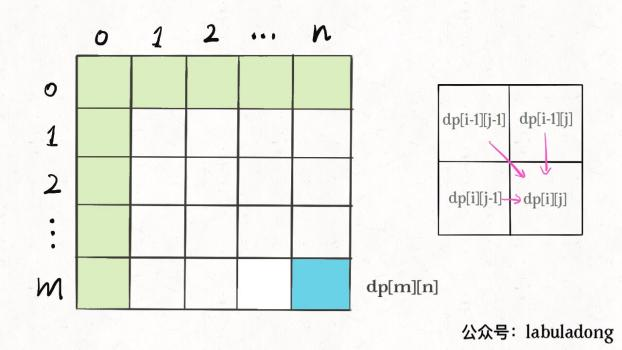 0 1 2 ... n
0
1
2
⋮
m
dp[m][n]
dp[i-1][j-1] dp[i-1][j]
dp[i][j-1] dp[i][j]
公众号：labuladong